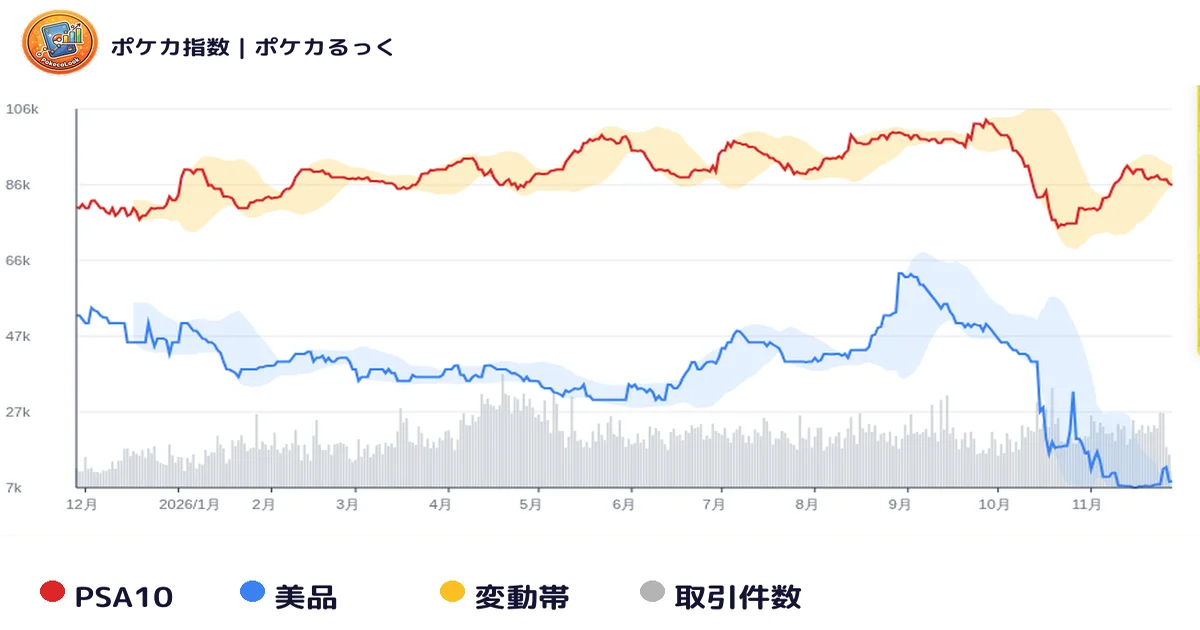 PokecaLook
ポケカ指数 | ポケカるっく
106k
86k
66k
47k
27k
7k
12月 2026/1月 2月 3月 4月 5月 6月 7月 8月 9月 10月 11月
PSA10 美品 変動帯 取引件数